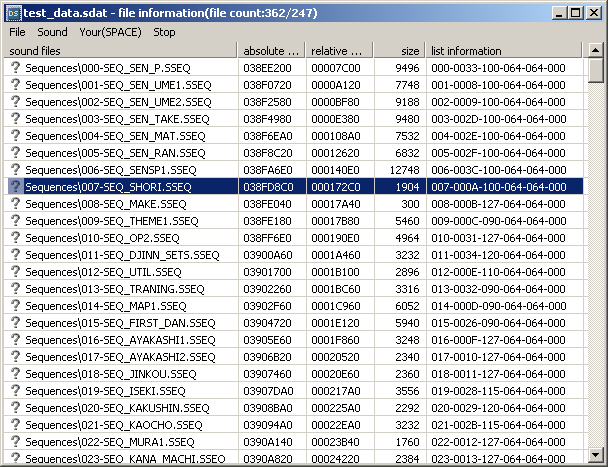 DS test_data.sdat - file information(file count:362/247)
File Sound Your(SPACE) Stop
sound files absolute ... relative ... size list information
? Sequences\000-SEQ_SEN_P.SSEQ 038EE200 00007C00 9496 000-0033-100-064-064-000
? Sequences\001-SEQ_SEN_UME1.SSEQ 038F0720 0000A120 7748 001-0008-100-064-064-000
? Sequences\002-SEQ_SEN_UME2.SSEQ 038F2580 0000BF80 9188 002-0009-100-064-064-000
? Sequences\003-SEQ_SEN_TAKE.SSEQ 038F4980 0000E380 9480 003-002D-100-064-064-000
? Sequences\004-SEQ_SEN_MAT.SSEQ 038F6EA0 000108A0 7532 004-002E-100-064-064-000
? Sequences\005-SEQ_SEN_RAN.SSEQ 038F8C20 00012620 6832 005-002F-100-064-064-000
? Sequences\006-SEQ_SENSP1.SSEQ 038FA6E0 000140E0 12748 006-003C-100-064-064-000
? Sequences\007-SEQ_SHORI.SSEQ 038FD8C0 000172C0 1904 007-000A-100-064-064-000
? Sequences\008-SEQ_MAKE.SSEQ 038FE040 00017A40 300 008-000B-127-064-064-000
? Sequences\009-SEQ_THEME1.SSEQ 038FE180 00017B80 5460 009-000C-090-064-064-000
? Sequences\010-SEQ_OP2.SSEQ 038FF6E0 000190E0 4964 010-0031-127-064-064-000
? Sequences\011-SEQ_DJINN_SETS.SSEQ 03900A60 0001A460 3232 011-0034-120-064-064-000
? Sequences\012-SEQ_UTIL.SSEQ 03901700 0001B100 2896 012-000E-110-064-064-000
? Sequences\013-SEQ_TRANING.SSEQ 03902260 0001BC60 3316 013-0032-090-064-064-000
? Sequences\014-SEQ_MAP1.SSEQ 03902F60 0001C960 6052 014-000D-090-064-064-000
? Sequences\015-SEQ_FIRST_DAN.SSEQ 03904720 0001E120 5940 015-0026-090-064-064-000
? Sequences\016-SEQ_AYAKASHI1.SSEQ 03905E60 0001F860 3248 016-000F-127-064-064-000
? Sequences\017-SEQ_AYAKASHI2.SSEQ 03906B20 00020520 2340 017-0010-127-064-064-000
? Sequences\018-SEQ_JINKOU.SSEQ 03907460 00020E60 2360 018-0011-127-064-064-000
? Sequences\019-SEQ_ISEKI.SSEQ 03907DA0 000217A0 3556 019-0028-115-064-064-000
? Sequences\020-SEQ_KAKUSHIN.SSEQ 03908BA0 000225A0 2292 020-0029-120-064-064-000
? Sequences\021-SEQ_KAOCHO.SSEQ 039094A0 00022EA0 3232 021-002B-115-064-064-000
? Sequences\022-SEQ_MURA1.SSEQ 0390A140 00023B40 1760 022-0012-127-064-064-000
? Sequences\023-SEQ_KANA_MACHI.SSEQ 0390A820 00024220 2384 023-0013-127-064-064-000